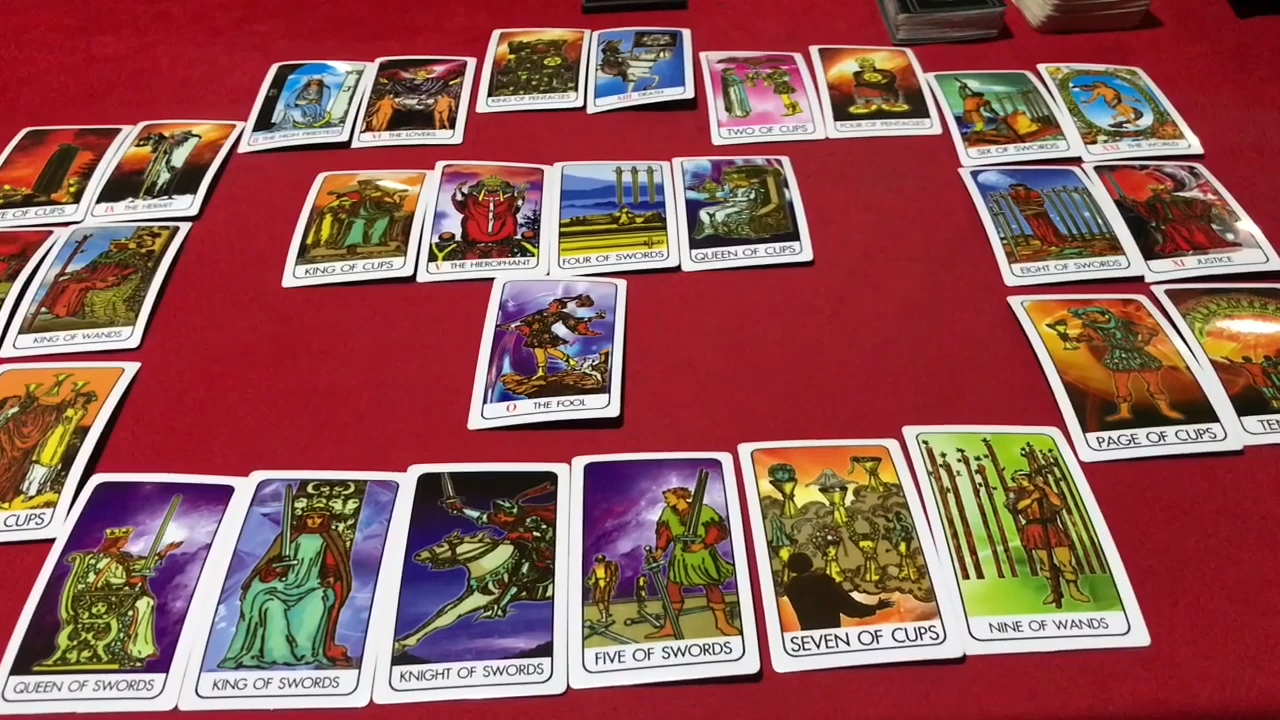 KING OF PENTACLES
XIII DEATH
II THE HIGH PRIESTESS
VI THE LOVERS
TWO OF CUPS
FOUR OF PENTACLES
SIX OF SWORDS
XXI THE WORLD
OF CUPS
IX THE HERMIT
KING OF CUPS
V THE HIEROPHANT
FOUR OF SWORDS
QUEEN OF CUPS
EIGHT OF SWORDS
XI JUSTICE
KING OF WANDS
O THE FOOL
PAGE OF CUPS
CUPS
QUEEN OF SWORDS
KING OF SWORDS
KNIGHT OF SWORDS
FIVE OF SWORDS
SEVEN OF CUPS
NINE OF WANDS